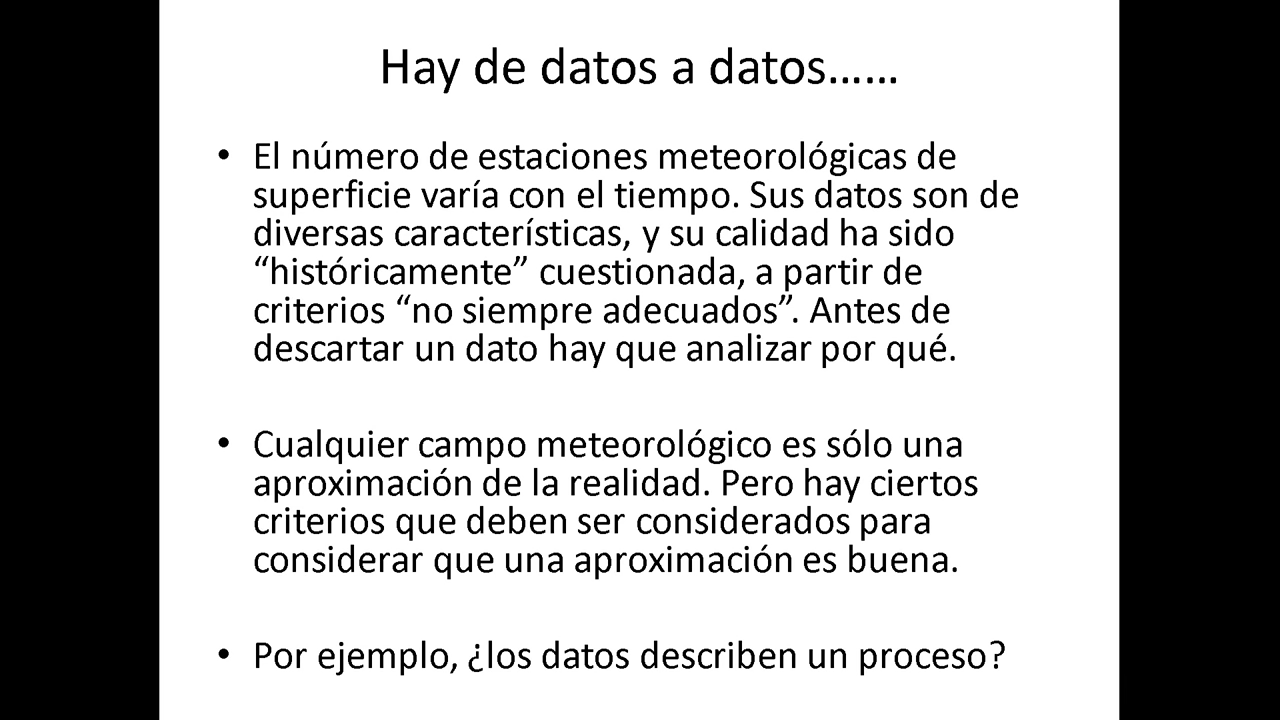 Hay de datos a datos……
• El número de estaciones meteorológicas de
superficie varía con el tiempo. Sus datos son de
diversas características, y su calidad ha sido
“históricamente” cuestionada, a partir de
criterios “no siempre adecuados”. Antes de
descartar un dato hay que analizar por qué.
• Cualquier campo meteorológico es sólo una
aproximación de la realidad. Pero hay ciertos
criterios que deben ser considerados para
considerar que una aproximación es buena.
• Por ejemplo, ¿los datos describen un proceso?